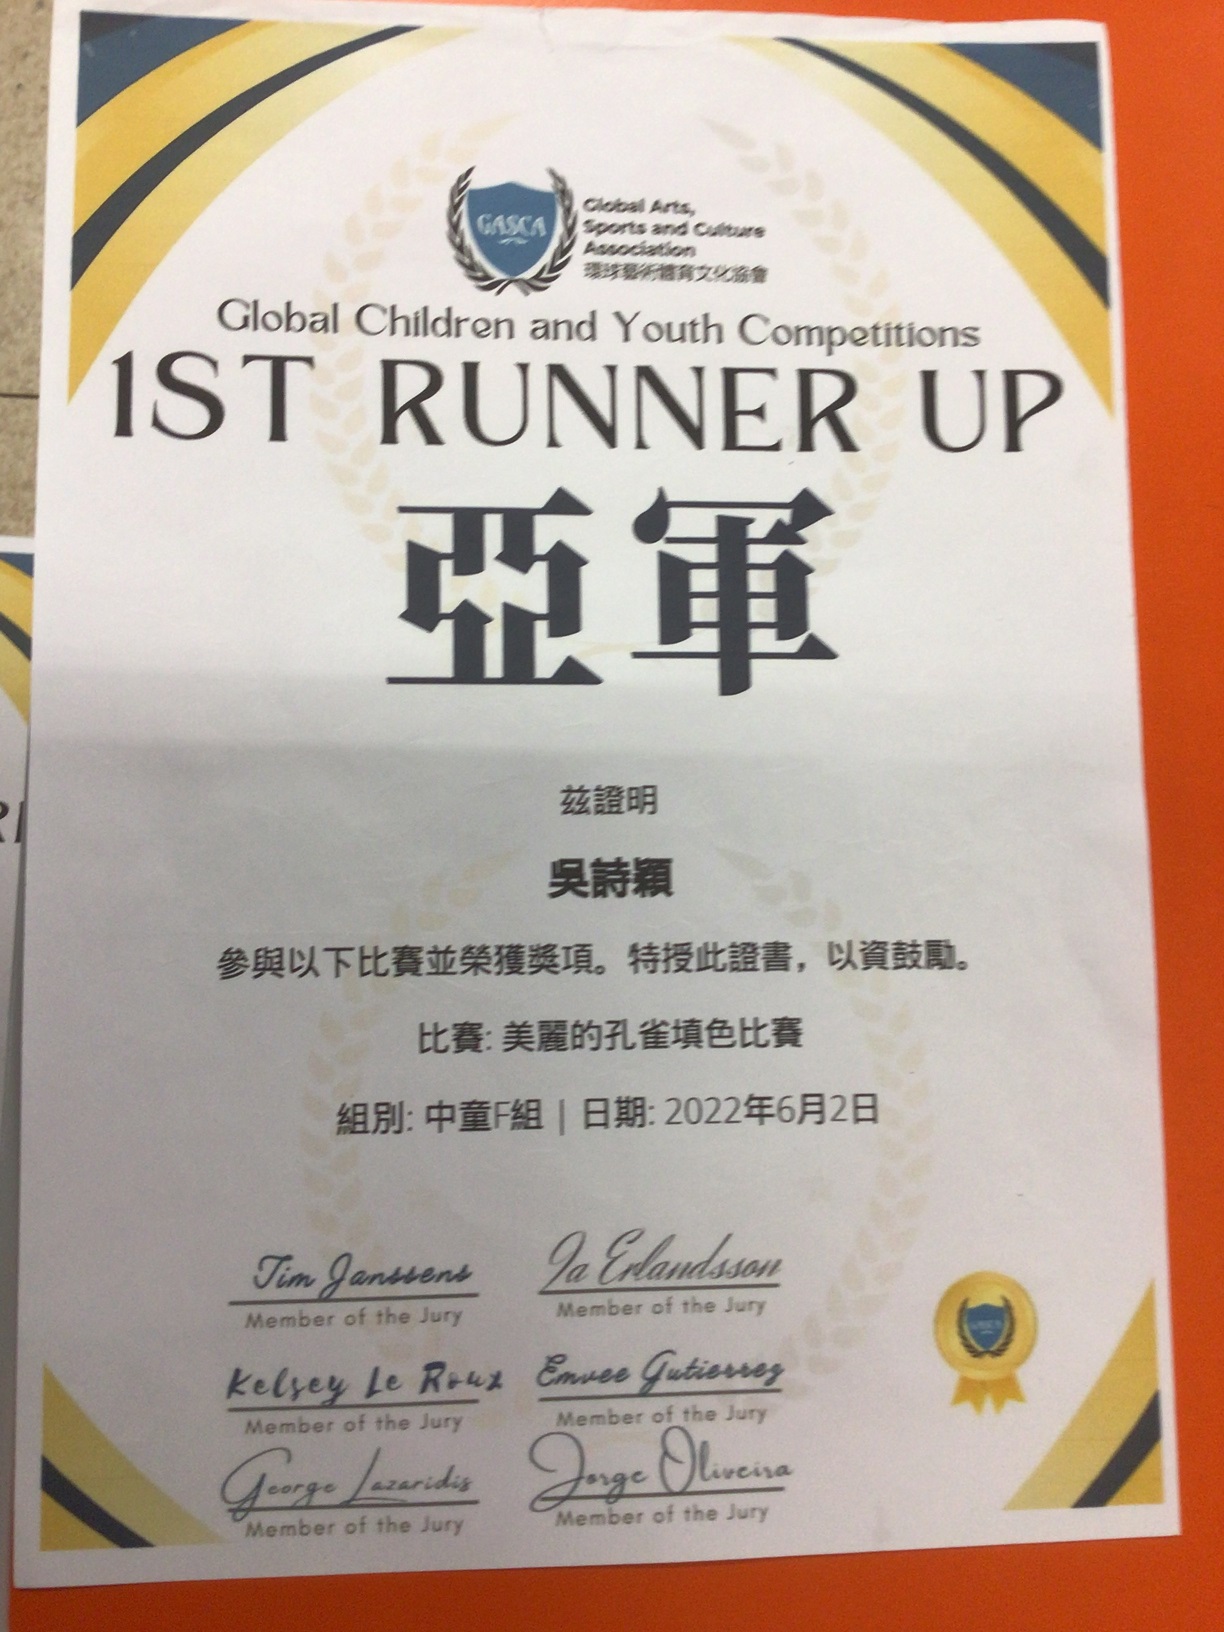 GASCA
Global Arts,
Sports and Culture
Association
環球藝術體育文化協會
Global Children and Youth Competitions
1ST RUNNER UP
亞軍
茲證明
吳詩穎
參與以下比賽並榮獲獎項。特授此證書，以資鼓勵。
比賽: 美麗的孔雀填色比賽
組別: 中童F組 | 日期: 2022年6月2日
Tim Janssens
Member of the Jury
Ia Erlandsson
Member of the Jury
Kelsey Le Roux
Member of the Jury
Emvee Gutierrez
Member of the Jury
George Lazaridis
Member of the Jury
Jorge Oliveira
Member of the Jury
GASCA